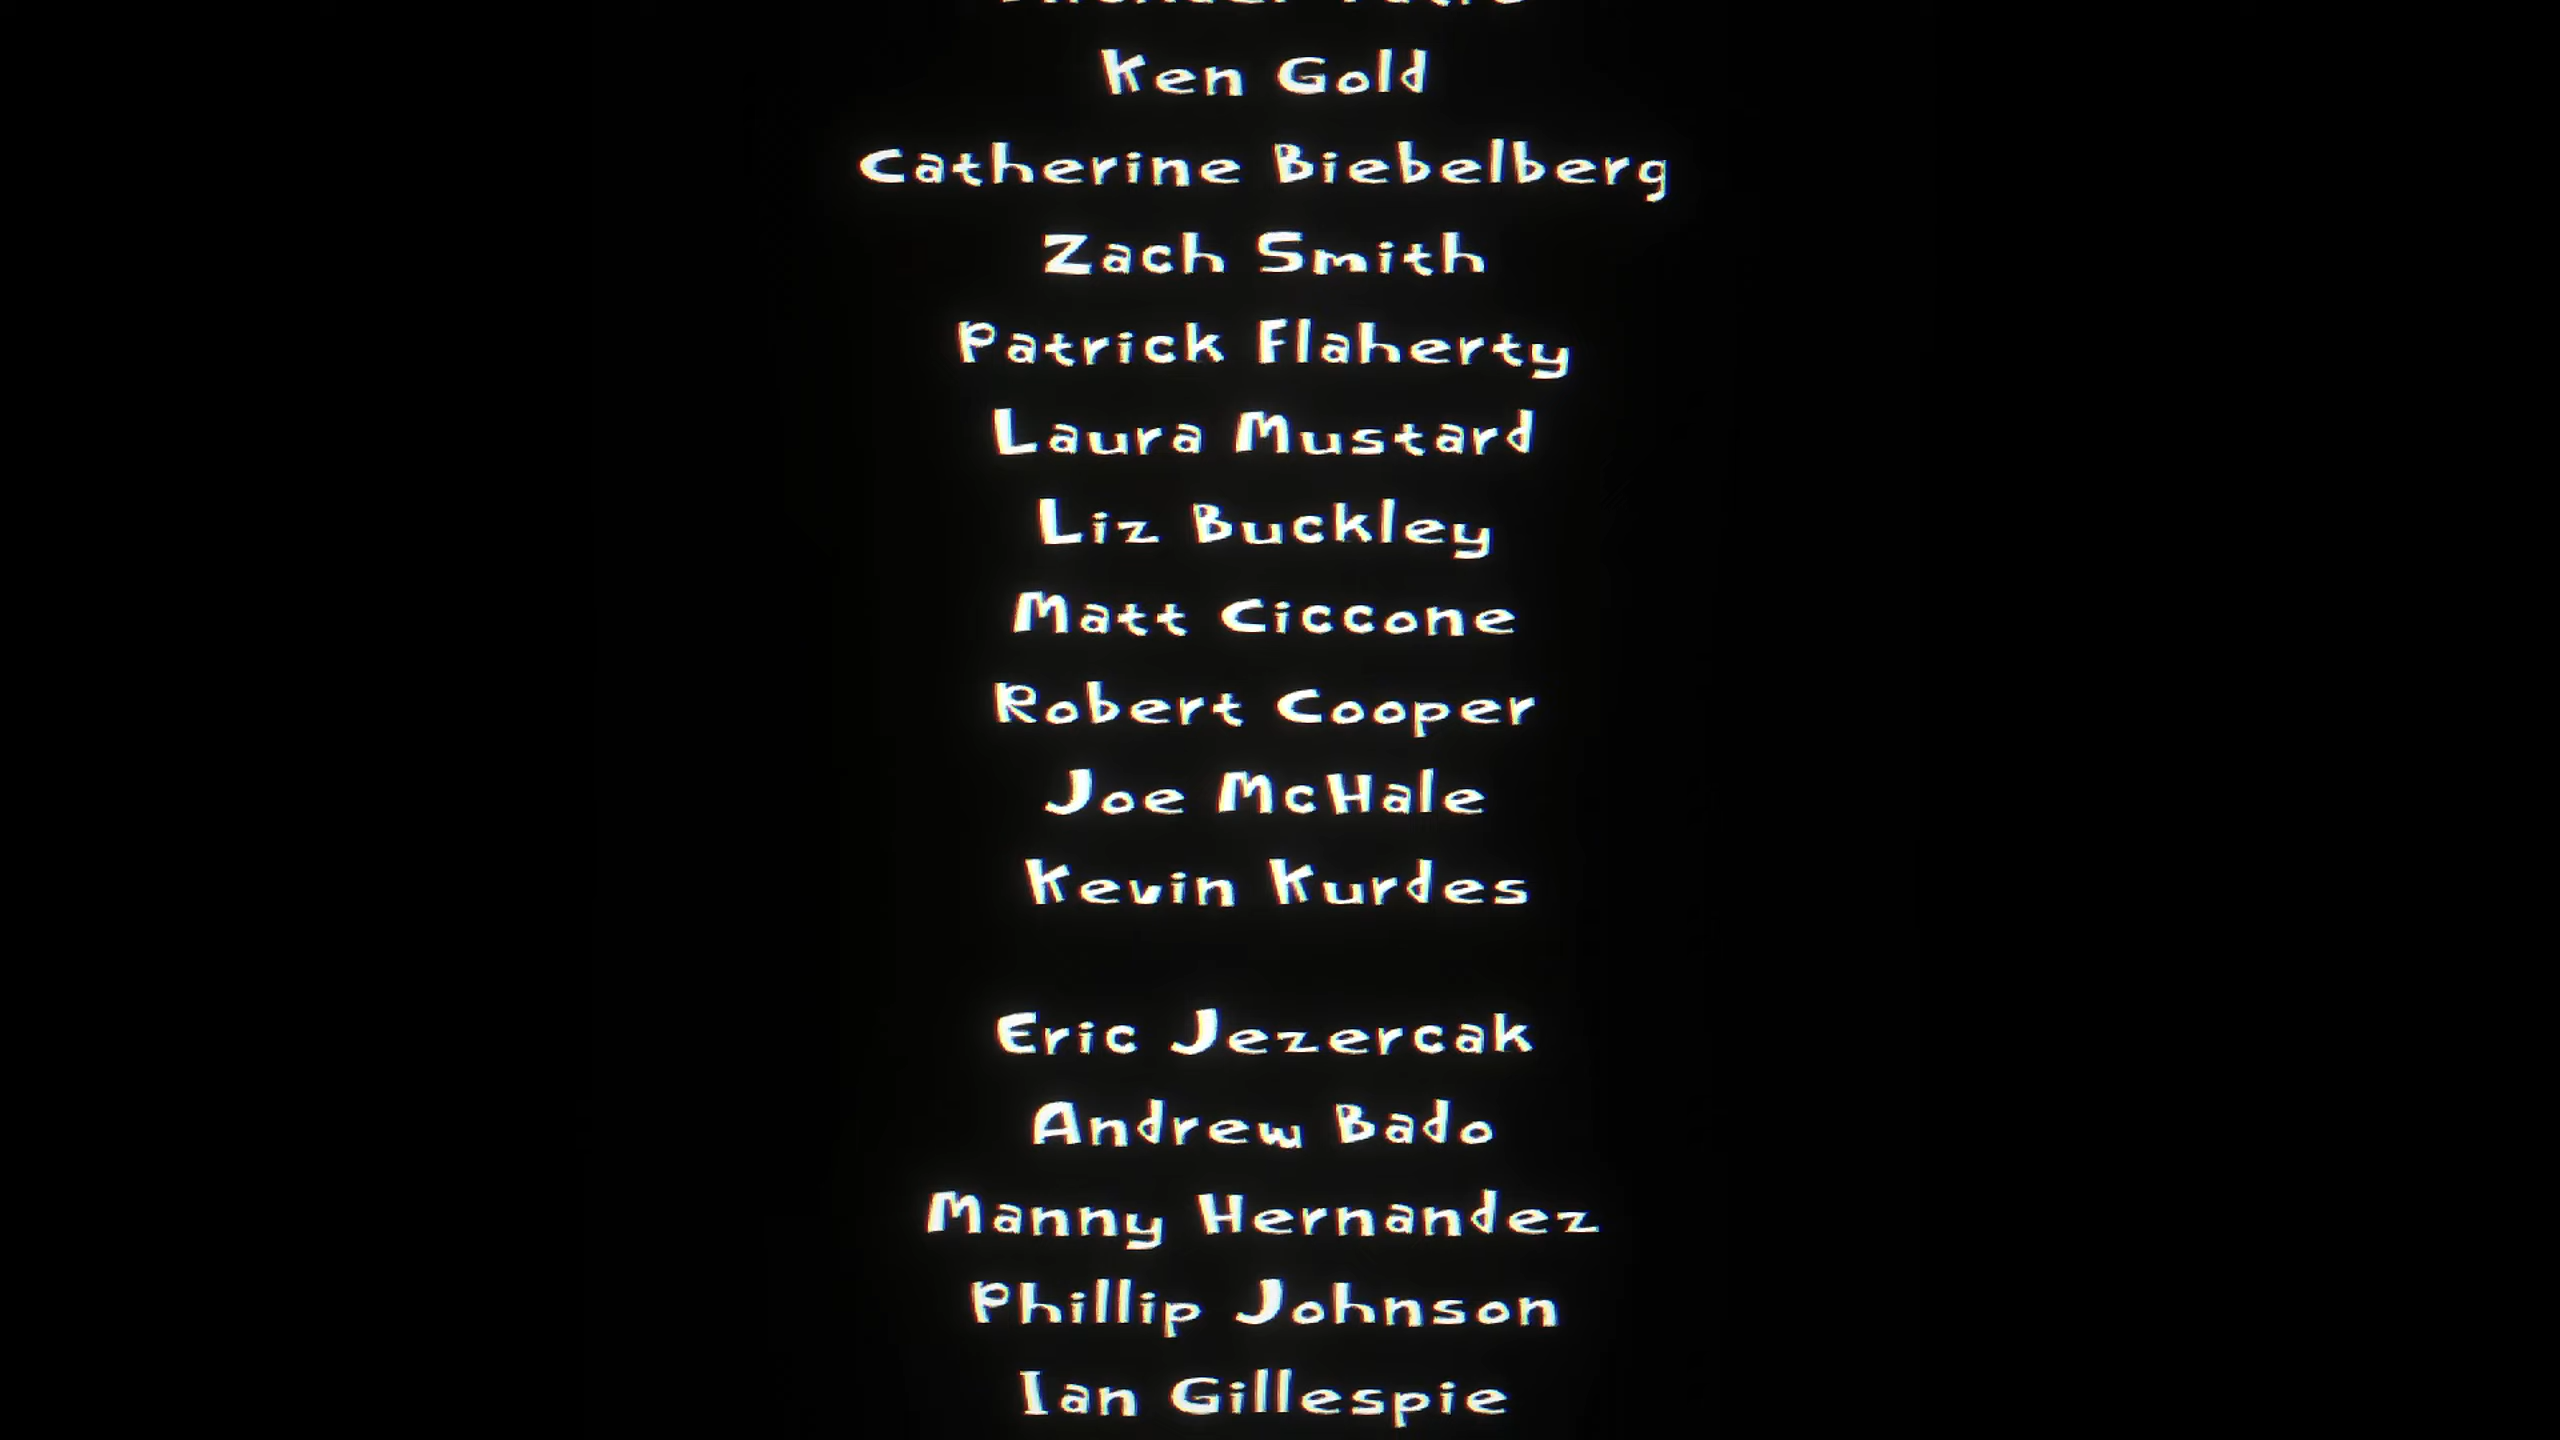 Ken Gold
Catherine Biebelberg
Zach Smith
Patrick Flaherty
Laura Mustard
Liz Buckley
Matt Ciccone
Robert Cooper
Joe McHale
Kevin Kurdes
Eric Jezercak
Andrew Bado
Manny Hernandez
Phillip Johnson
Ian Gillespie